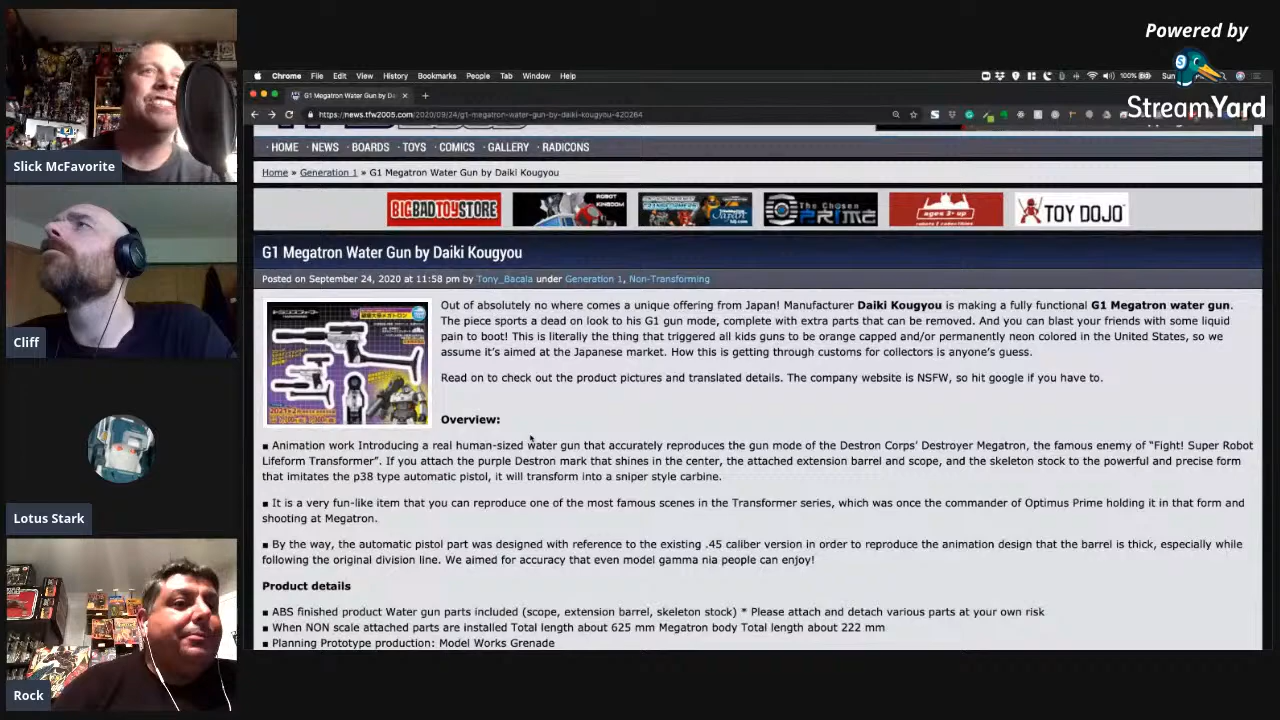 Powered by
StreamYard
Slick McFavorite
Cliff
Lotus Stark
Rock
Chrome File Edit View History Bookmarks People Tab Window Help
100%
Sun
G1 Megatron Water Gun by Da
https://news.tfw2005.com/2020/09/24/g1-megatron-water-gun-by-daiki-kougyou-420264
· HOME · NEWS · BOARDS · TOYS · COMICS · GALLERY · RADICONS
Home » Generation 1 » G1 Megatron Water Gun by Daiki Kougyou
BIGBADTOYSTORE
ROBOT KINGDOM
The Chosen PRIME
ages 3 and up
TOY DOJO
G1 Megatron Water Gun by Daiki Kougyou
Posted on September 24, 2020 at 11:58 pm by Tony_Bacala under Generation 1, Non-Transforming
Out of absolutely no where comes a unique offering from Japan! Manufacturer Daiki Kougyou is making a fully functional G1 Megatron water gun.
The piece sports a dead on look to his G1 gun mode, complete with extra parts that can be removed. And you can blast your friends with some liquid
pain to boot! This is literally the thing that triggered all kids guns to be orange capped and/or permanently neon colored in the United States, so we
assume it's aimed at the Japanese market. How this is getting through customs for collectors is anyone's guess.
Read on to check out the product pictures and translated details. The company website is NSFW, so hit google if you have to.
Overview:
▪ Animation work Introducing a real human-sized water gun that accurately reproduces the gun mode of the Destron Corps' Destroyer Megatron, the famous enemy of "Fight! Super Robot
Lifeform Transformer". If you attach the purple Destron mark that shines in the center, the attached extension barrel and scope, and the skeleton stock to the powerful and precise form
that imitates the p38 type automatic pistol, it will transform into a sniper style carbine.
▪ It is a very fun-like item that you can reproduce one of the most famous scenes in the Transformer series, which was once the commander of Optimus Prime holding it in that form and
shooting at Megatron.
▪ By the way, the automatic pistol part was designed with reference to the existing .45 caliber version in order to reproduce the animation design that the barrel is thick, especially while
following the original division line. We aimed for accuracy that even model gamma nia people can enjoy!
Product details
▪ ABS finished product Water gun parts included (scope, extension barrel, skeleton stock) * Please attach and detach various parts at your own risk
▪ When NON scale attached parts are installed Total length about 625 mm Megatron body Total length about 222 mm
▪ Planning Prototype production: Model Works Grenade